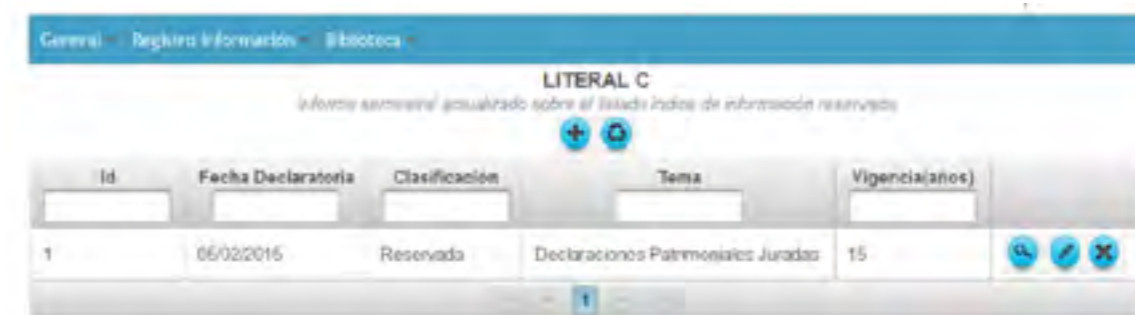 General Registro Información Biblioteca
LITERAL C
Informe semestral actualizado sobre el listado índice de información reservada
Id Fecha Declaratoria Clasificación Tema Vigencia(años)
1 05/02/2015 Reservada Declaraciones Patrimoniales Juradas 15
1